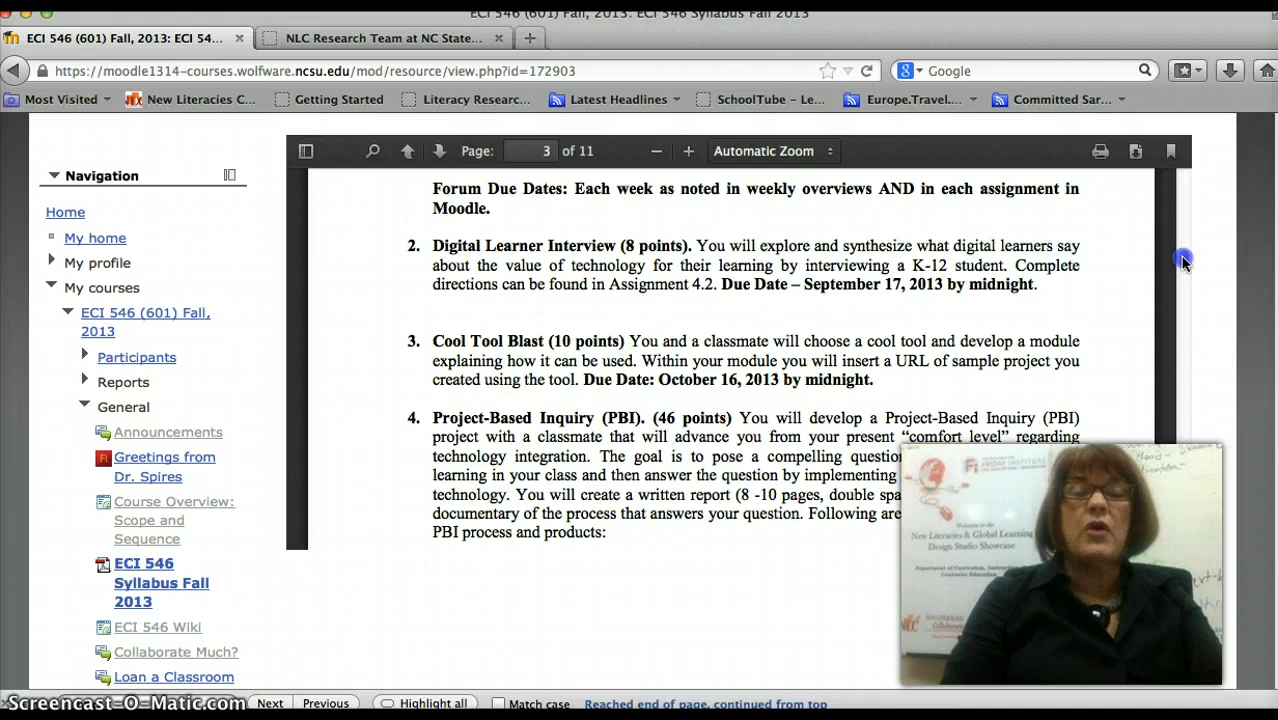 ECI 546 (601) Fall, 2013: ECI 546 Syllabus Fall 2013
ECI 546 (601) Fall, 2013: ECI 54...
NLC Research Team at NC State...
https://moodle1314-courses.wolfware.ncsu.edu/mod/resource/view.php?id=172903
Google
Most Visited
New Literacies C...
Getting Started
Literacy Researc...
Latest Headlines
SchoolTube - Le...
Europe.Travel....
Committed Sar...
Page: 3 of 11
Automatic Zoom
Navigation
Home
My home
My profile
My courses
ECI 546 (601) Fall,
2013
Participants
Reports
General
Announcements
Greetings from
Dr. Spires
Course Overview:
Scope and
Sequence
ECI 546
Syllabus Fall
2013
ECI 546 Wiki
Collaborate Much?
Loan a Classroom
Forum Due Dates: Each week as noted in weekly overviews AND in each assignment in
Moodle.
2. Digital Learner Interview (8 points). You will explore and synthesize what digital learners say
about the value of technology for their learning by interviewing a K-12 student. Complete
directions can be found in Assignment 4.2. Due Date – September 17, 2013 by midnight.
3. Cool Tool Blast (10 points) You and a classmate will choose a cool tool and develop a module
explaining how it can be used. Within your module you will insert a URL of sample project you
created using the tool. Due Date: October 16, 2013 by midnight.
4. Project-Based Inquiry (PBI). (46 points) You will develop a Project-Based Inquiry (PBI)
project with a classmate that will advance you from your present “comfort level” regarding
technology integration. The goal is to pose a compelling questio
learning in your class and then answer the question by implementing
technology. You will create a written report (8 -10 pages, double spa
documentary of the process that answers your question. Following are
PBI process and products:
FRIDAY INSTITUTE
Welcome to the
New Literacies & Global Learning
Design Studio Showcase
Screencast-O-Matic.com
Next
Previous
Highlight all
Match case
Reached end of page, continued from top